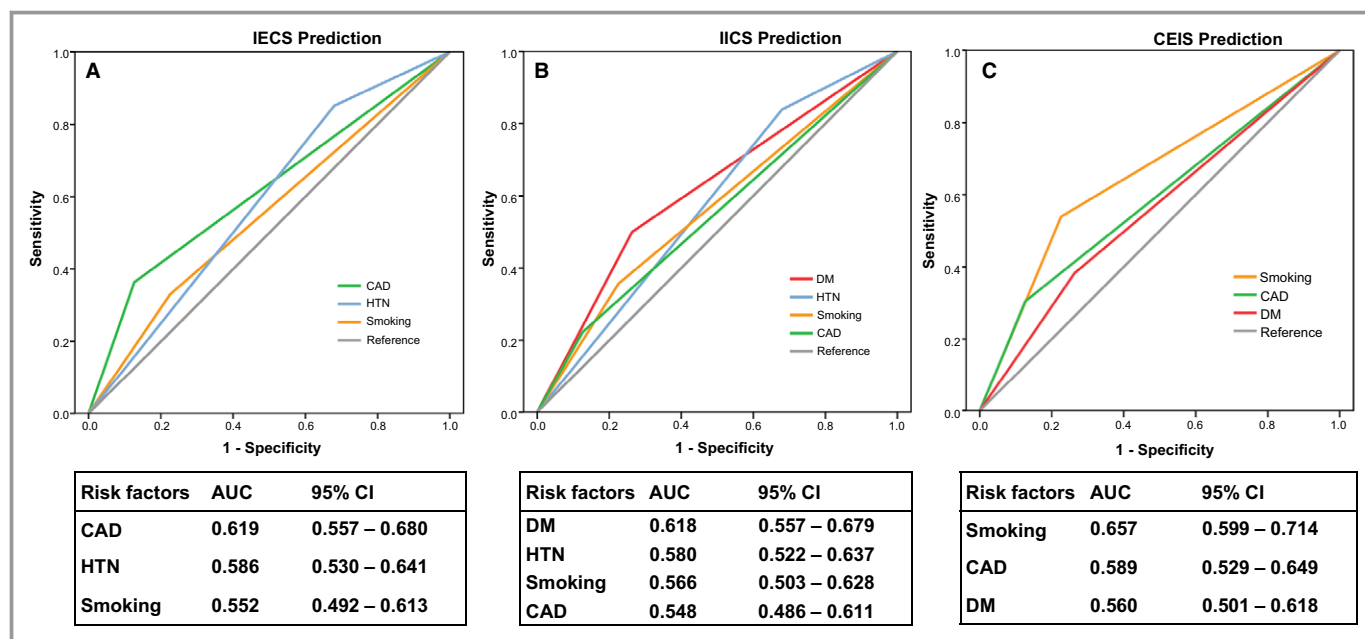 IECS Prediction
A
1.0
0.8
0.6
0.4
0.2
0.0
Sensitivity
CAD
HTN
Smoking
Reference
0.0 0.2 0.4 0.6 0.8 1.0
1 - Specificity
Risk factors AUC 95% CI
CAD 0.619 0.557 – 0.680
HTN 0.586 0.530 – 0.641
Smoking 0.552 0.492 – 0.613
IICS Prediction
B
1.0
0.8
0.6
0.4
0.2
0.0
Sensitivity
DM
HTN
Smoking
CAD
Reference
0.0 0.2 0.4 0.6 0.8 1.0
1 - Specificity
Risk factors AUC 95% CI
DM 0.618 0.557 – 0.679
HTN 0.580 0.522 – 0.637
Smoking 0.566 0.503 – 0.628
CAD 0.548 0.486 – 0.611
CEIS Prediction
C
1.0
0.8
0.6
0.4
0.2
0.0
Sensitivity
Smoking
CAD
DM
Reference
0.0 0.2 0.4 0.6 0.8 1.0
1 - Specificity
Risk factors AUC 95% CI
Smoking 0.657 0.599 – 0.714
CAD 0.589 0.529 – 0.649
DM 0.560 0.501 – 0.618